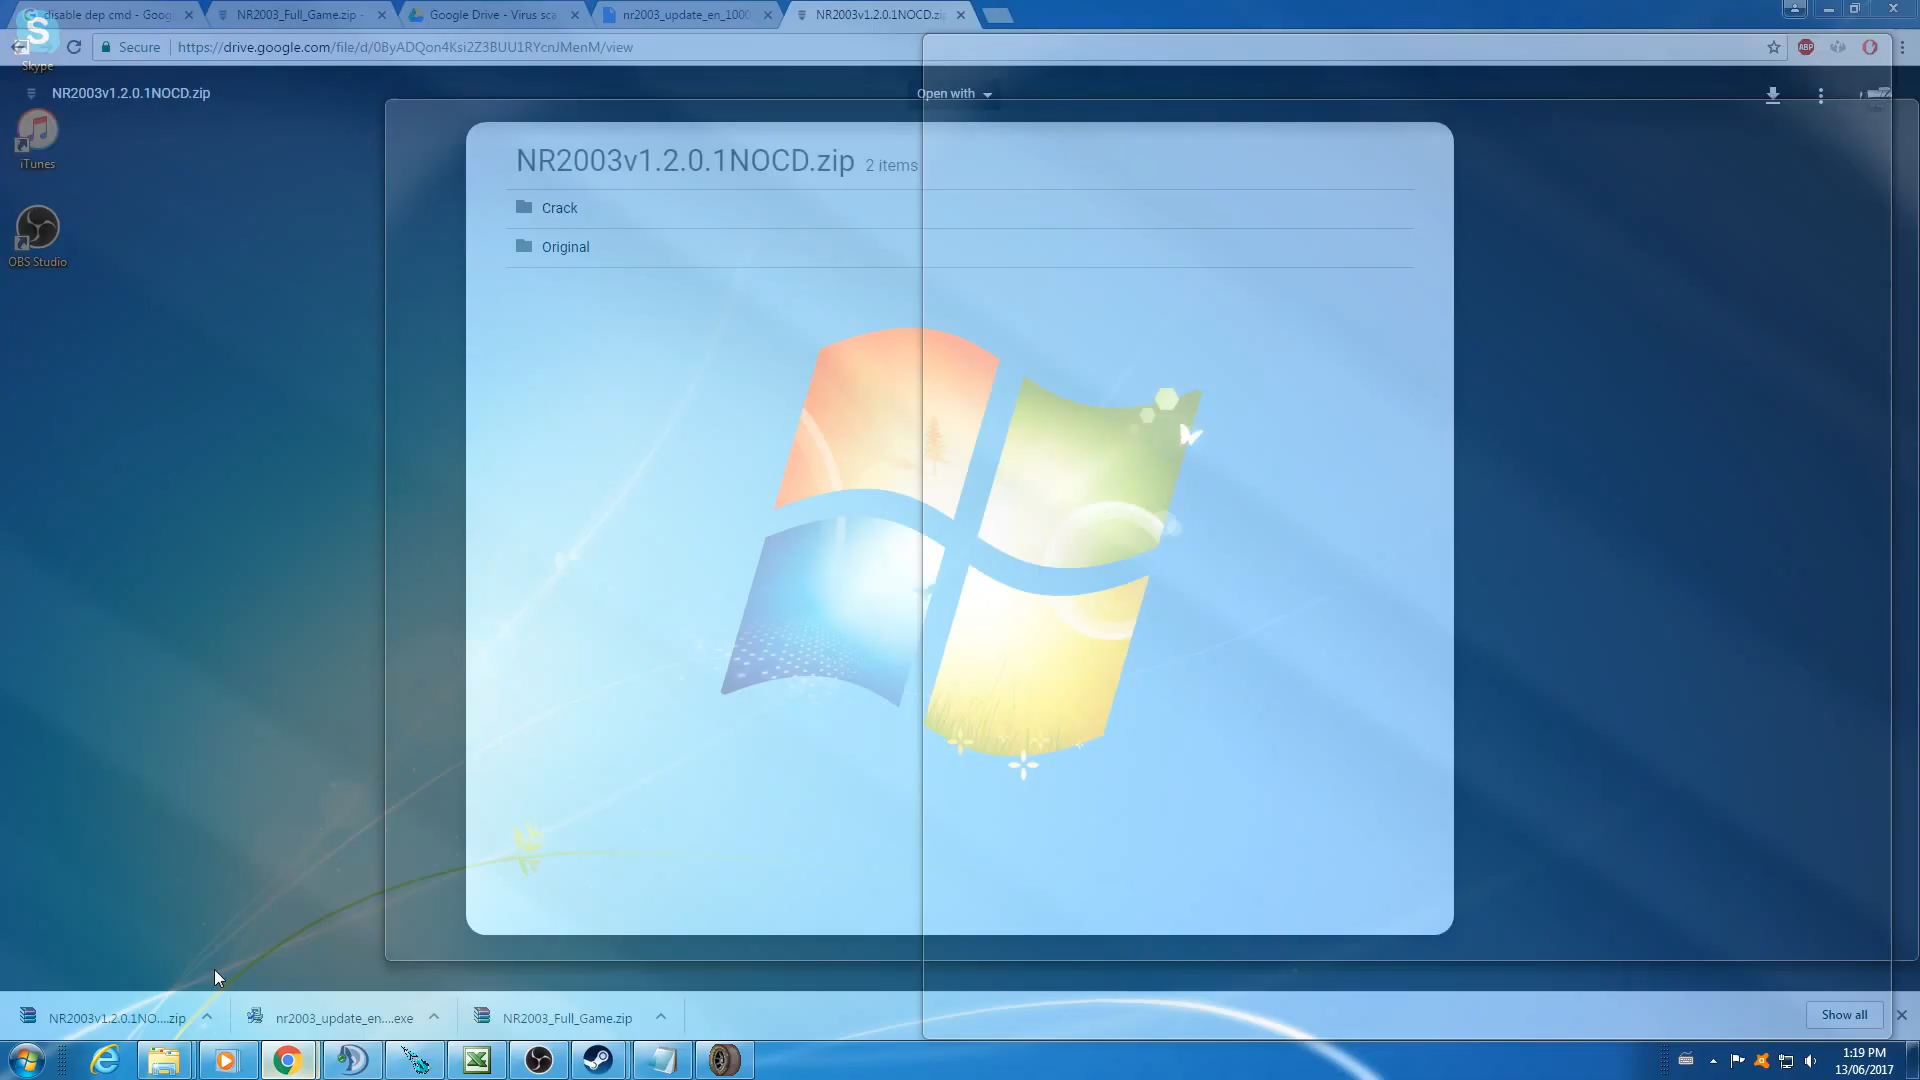 disable dep cmd - Goog
NR2003_Full_Game.zip -
Google Drive - Virus sca
nr2003_update_en_1000
NR2003v1.2.0.1NOCD.zi
Secure
https://drive.google.com/file/d/0ByADQon4Ksi2Z3BUU1RYcnJMenM/view
ABP
Skype
NR2003v1.2.0.1NOCD.zip
Open with
NR2003v1.2.0.1NOCD.zip 2 items
Crack
Original
iTunes
OBS Studio
NR2003v1.2.0.1NO....zip
nr2003_update_en....exe
NR2003_Full_Game.zip
Show all
1:19 PM
13/06/2017